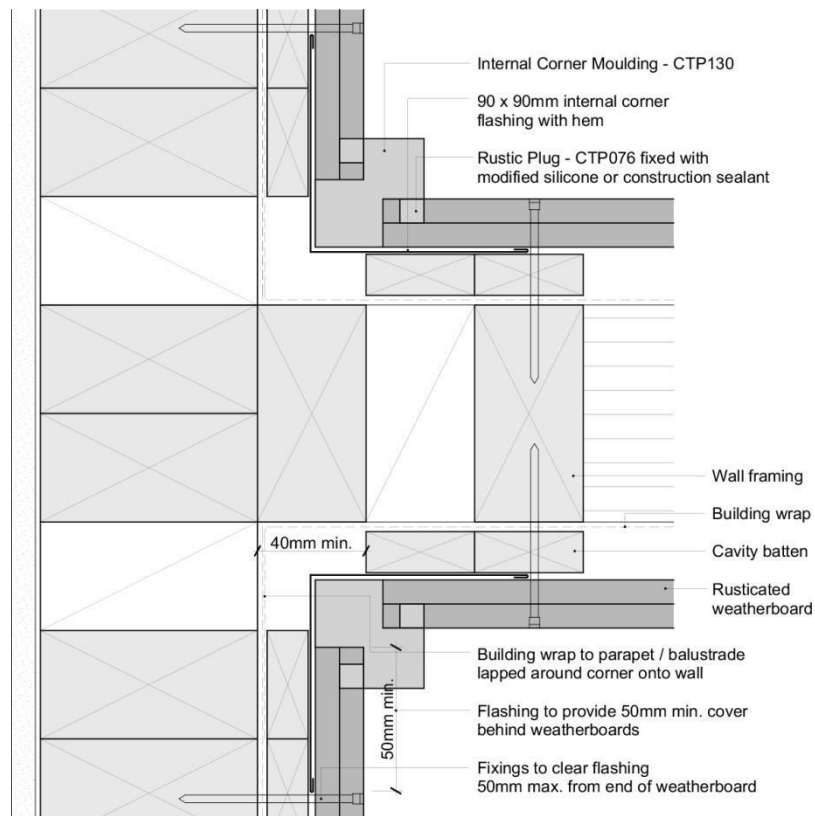 Internal Corner Moulding - CTP130
90 x 90mm internal corner
flashing with hem
Rustic Plug - CTP076 fixed with
modified silicone or construction sealant
Wall framing
Building wrap
40mm min.
Cavity batten
Rusticated
weatherboard
Building wrap to parapet / balustrade
lapped around corner onto wall
50mm min.
Flashing to provide 50mm min. cover
behind weatherboards
Fixings to clear flashing
50mm max. from end of weatherboard